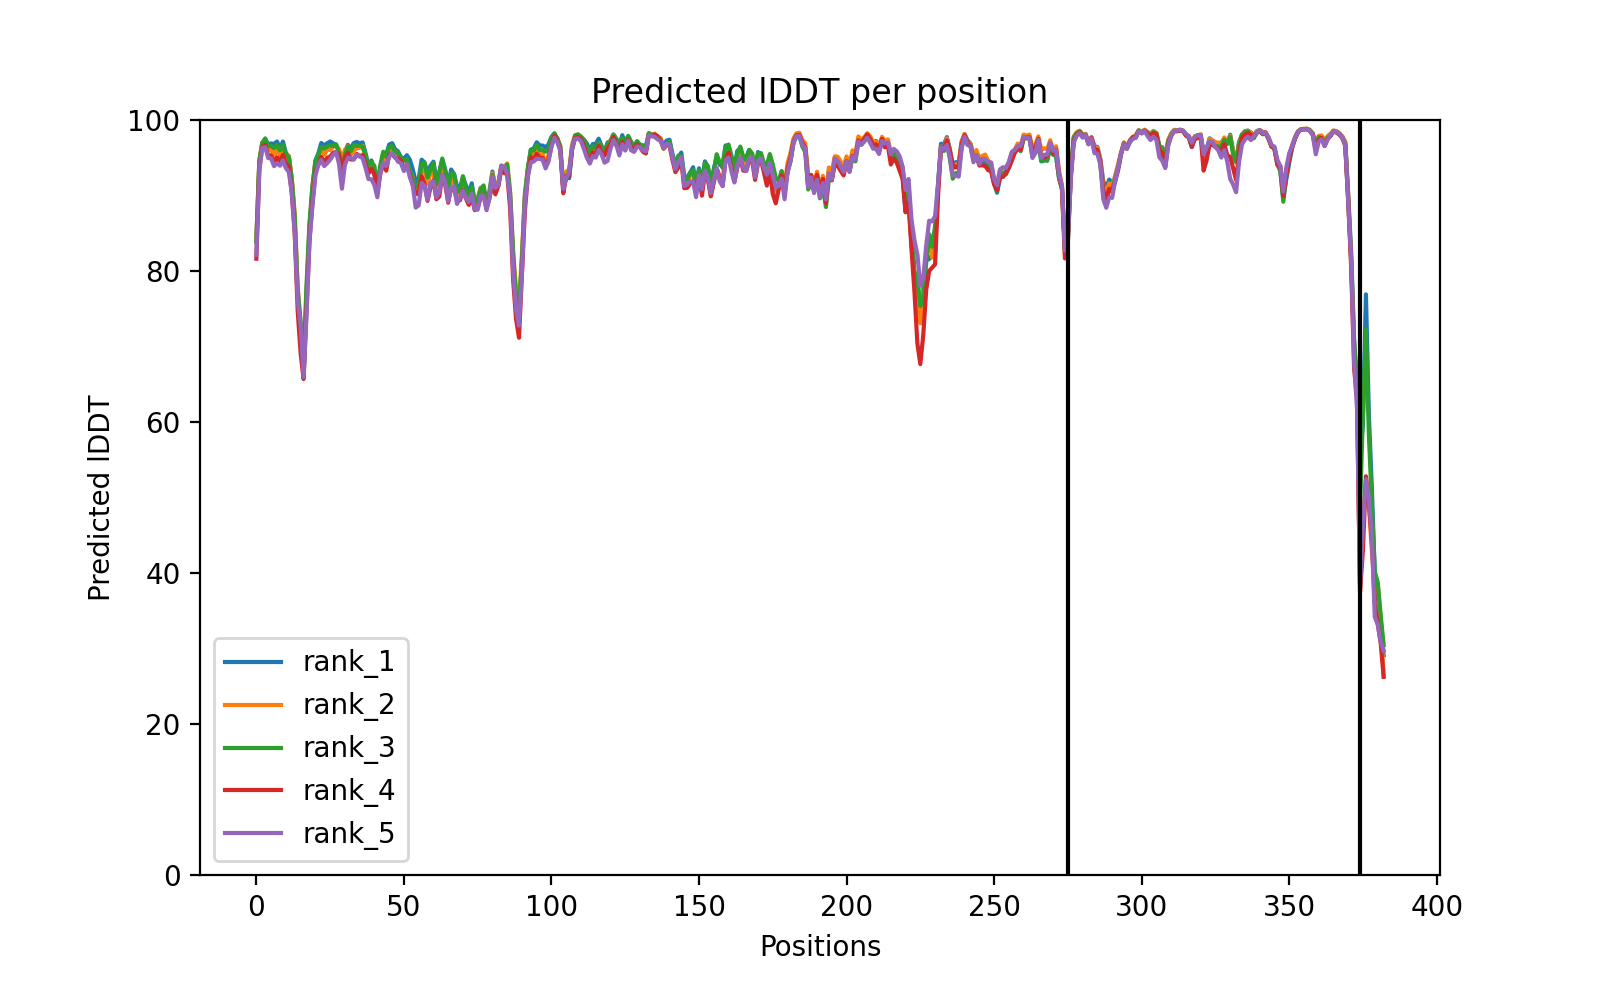 Predicted lDDT per position
100
80
60
40
20
0
Predicted lDDT
rank_1
rank_2
rank_3
rank_4
rank_5
0 50 100 150 200 250 300 350 400
Positions